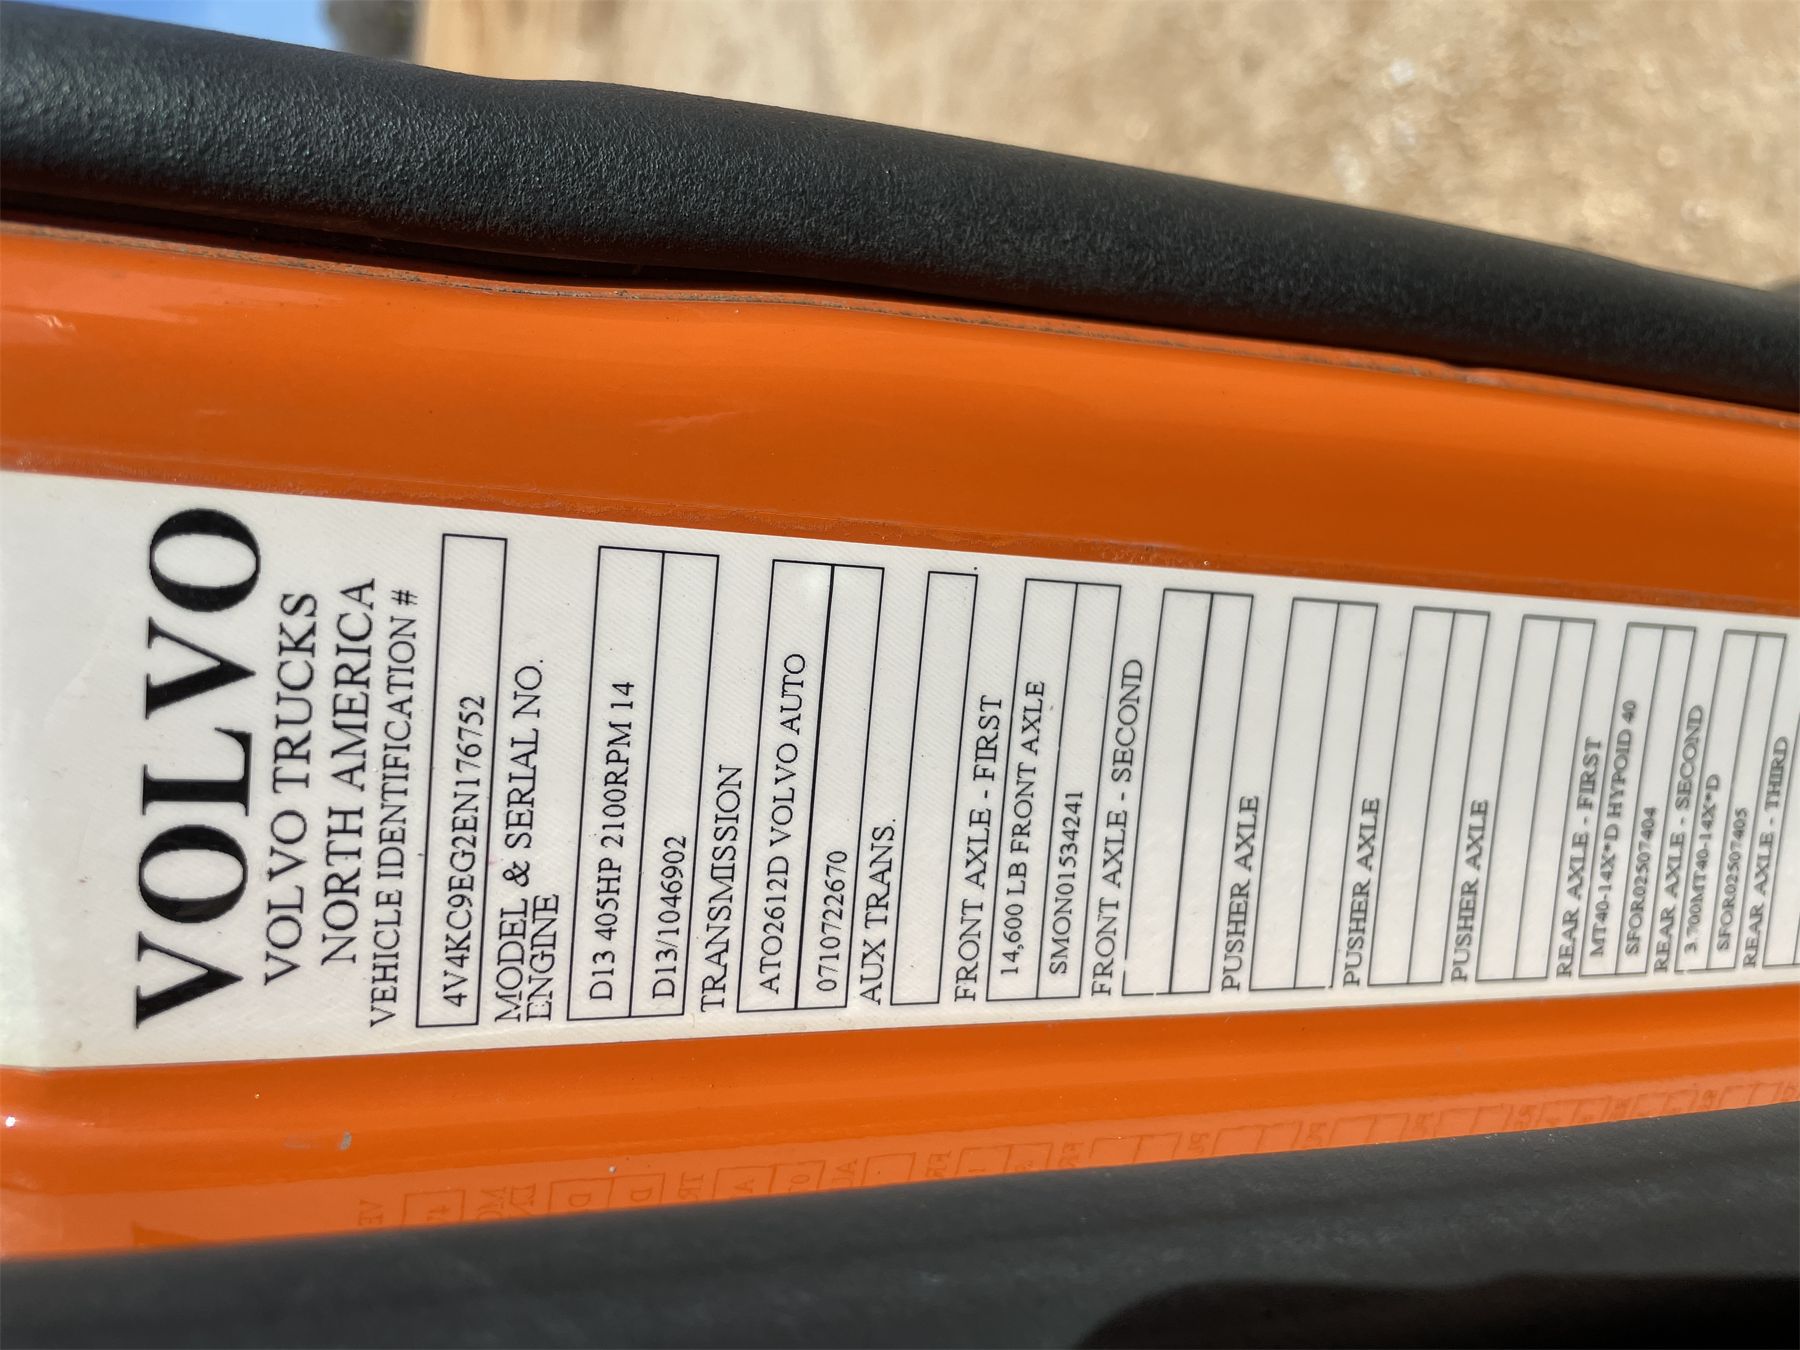 VOLVO
VOLVO TRUCKS
NORTH AMERICA
VEHICLE IDENTIFICATION #
4V4KC9EG2EN176752
MODEL & SERIAL NO.
ENGINE
D13 405HP 2100RPM 14
D13/1046902
TRANSMISSION
ATO2612D VOLVO AUTO
0710722670
AUX TRANS.
FRONT AXLE - FIRST
14,600 LB FRONT AXLE
SMON01534241
FRONT AXLE - SECOND
PUSHER AXLE
PUSHER AXLE
PUSHER AXLE
REAR AXLE - FIRST
MT40-14X*D HYPOID 40
SFOR02507404
REAR AXLE - SECOND
3.700MT40-14X*D
SFOR02507405
REAR AXLE - THIRD